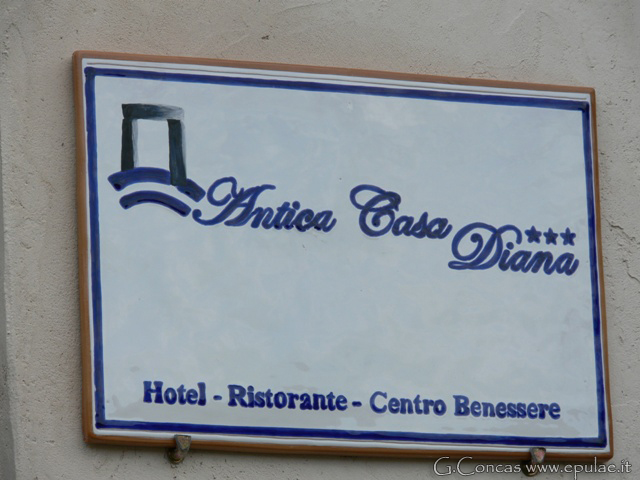 Antica Casa
Diana ***
Hotel - Ristorante - Centro Benessere
G.Concas www.epulae.it